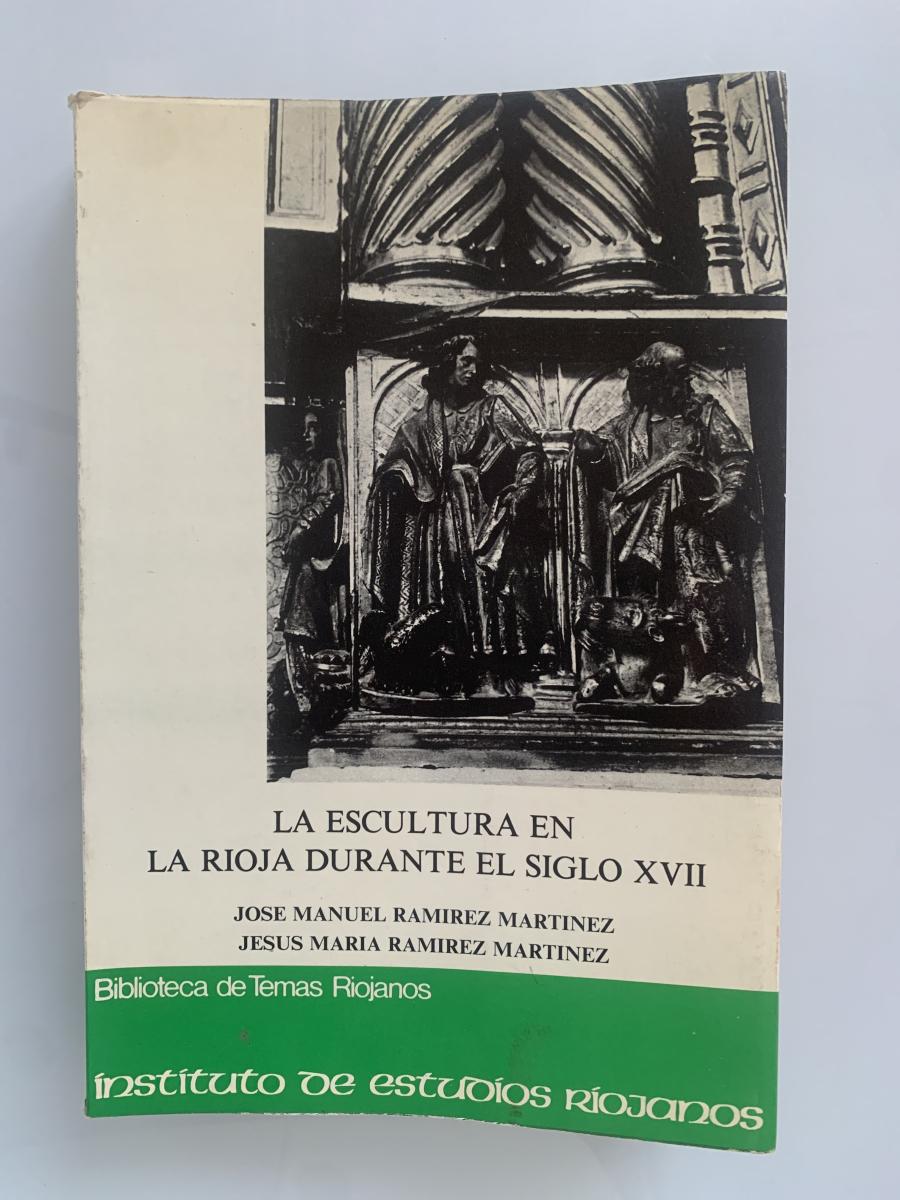 LA ESCULTURA EN
LA RIOJA DURANTE EL SIGLO XVII
JOSE MANUEL RAMIREZ MARTINEZ
JESUS MARIA RAMIREZ MARTINEZ
Biblioteca de Temas Riojanos
instituto de estudios riojanos